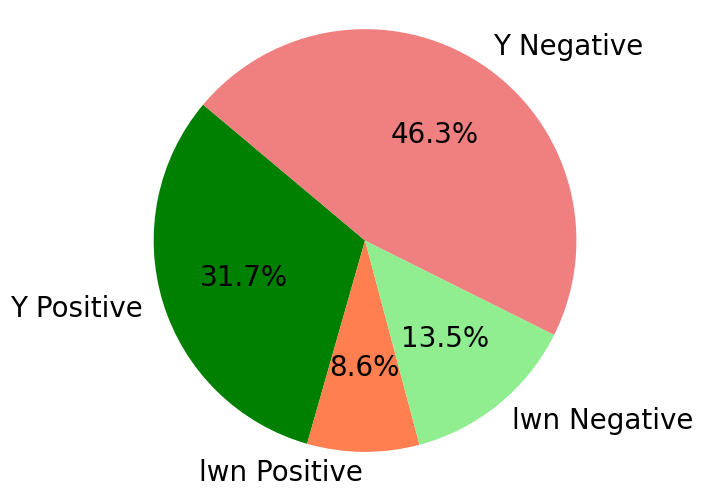 Y Negative
46.3%
31.7%
Y Positive
13.5%
8.6%
lwn Negative
lwn Positive